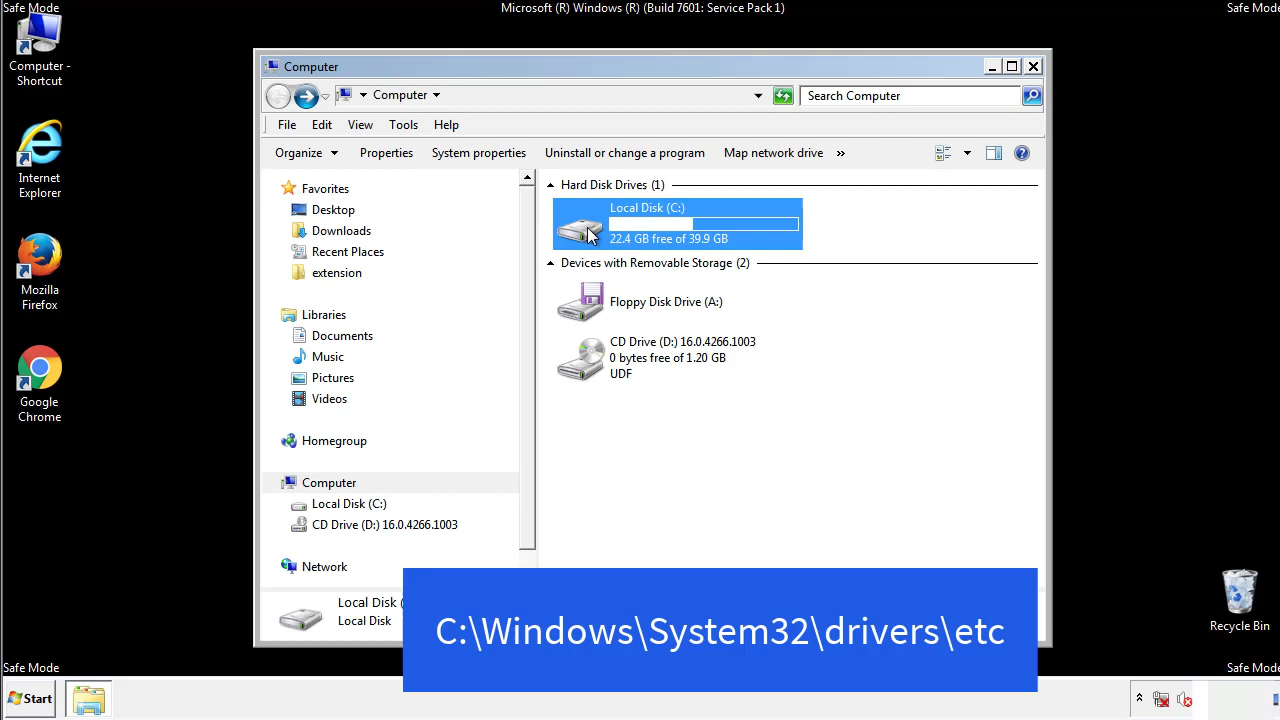 Safe Mode
Microsoft (R) Windows (R) (Build 7601: Service Pack 1)
Safe Mode
Computer -
Shortcut
Internet
Explorer
Mozilla
Firefox
Google
Chrome
Computer
Computer
Search Computer
File Edit View Tools Help
Organize Properties System properties Uninstall or change a program Map network drive »
Favorites
Desktop
Downloads
Recent Places
extension
Libraries
Documents
Music
Pictures
Videos
Homegroup
Computer
Local Disk (C:)
CD Drive (D:) 16.0.4266.1003
Network
Hard Disk Drives (1)
Local Disk (C:)
22.4 GB free of 39.9 GB
Devices with Removable Storage (2)
Floppy Disk Drive (A:)
CD Drive (D:) 16.0.4266.1003
0 bytes free of 1.20 GB
UDF
Local Disk (
Local Disk
C:\Windows\System32\drivers\etc
Recycle Bin
Safe Mode
Safe Mode
Start